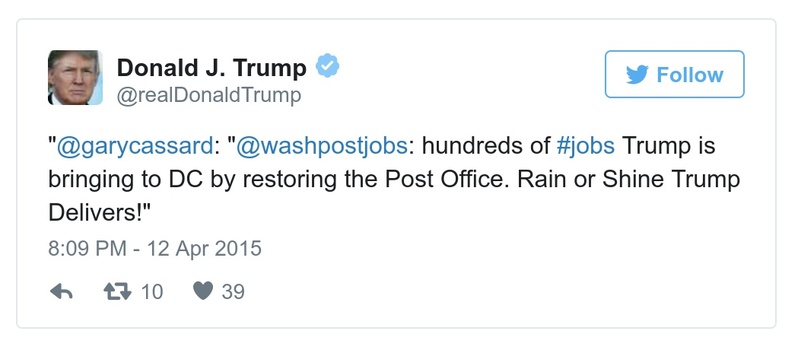 Donald J. Trump
@realDonaldTrump
Follow
"@garycassard: "@washpostjobs: hundreds of #jobs Trump is
bringing to DC by restoring the Post Office. Rain or Shine Trump
Delivers!"
8:09 PM - 12 Apr 2015
10 39